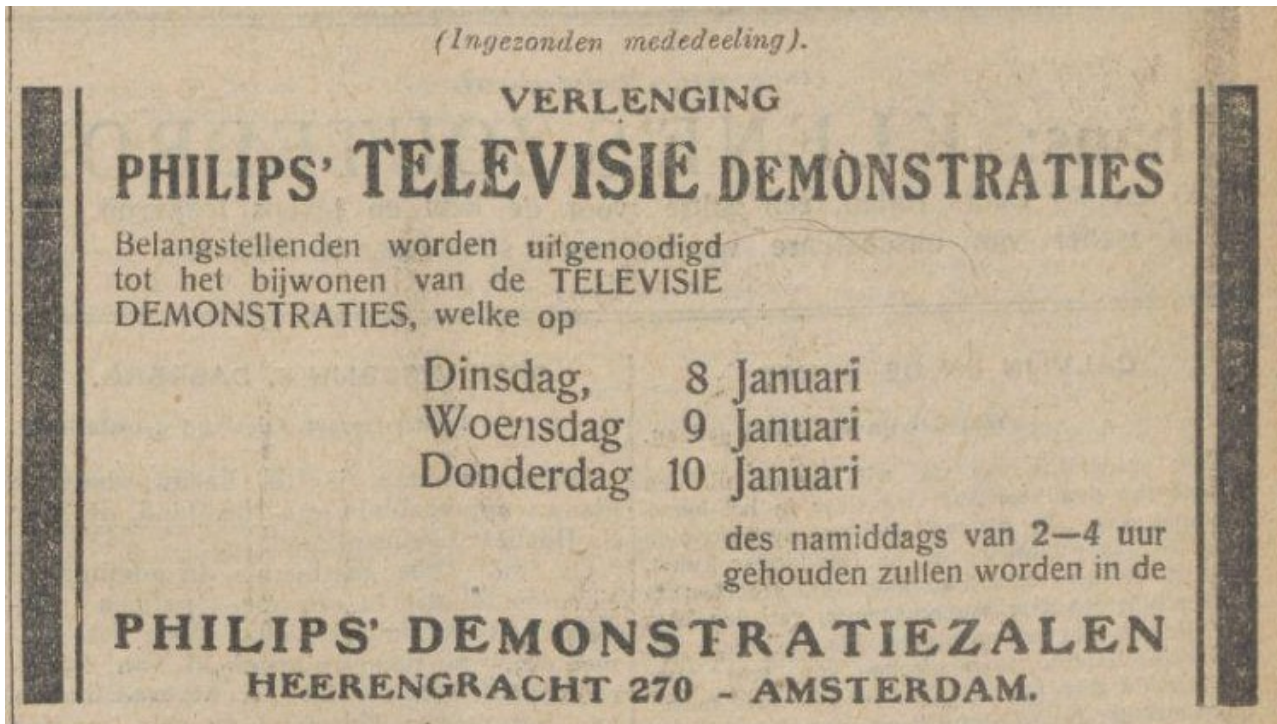 (Ingezonden mededeeling).
VERLENGING
PHILIPS' TELEVISIE DEMONSTRATIES
Belangstellenden worden uitgenoodigd
tot het bijwonen van de TELEVISIE
DEMONSTRATIES, welke op
Dinsdag, 8 Januari
Woensdag 9 Januari
Donderdag 10 Januari
des namiddags van 2—4 uur
gehouden zullen worden in de
PHILIPS' DEMONSTRATIEZALEN
HEERENGRACHT 270 - AMSTERDAM.